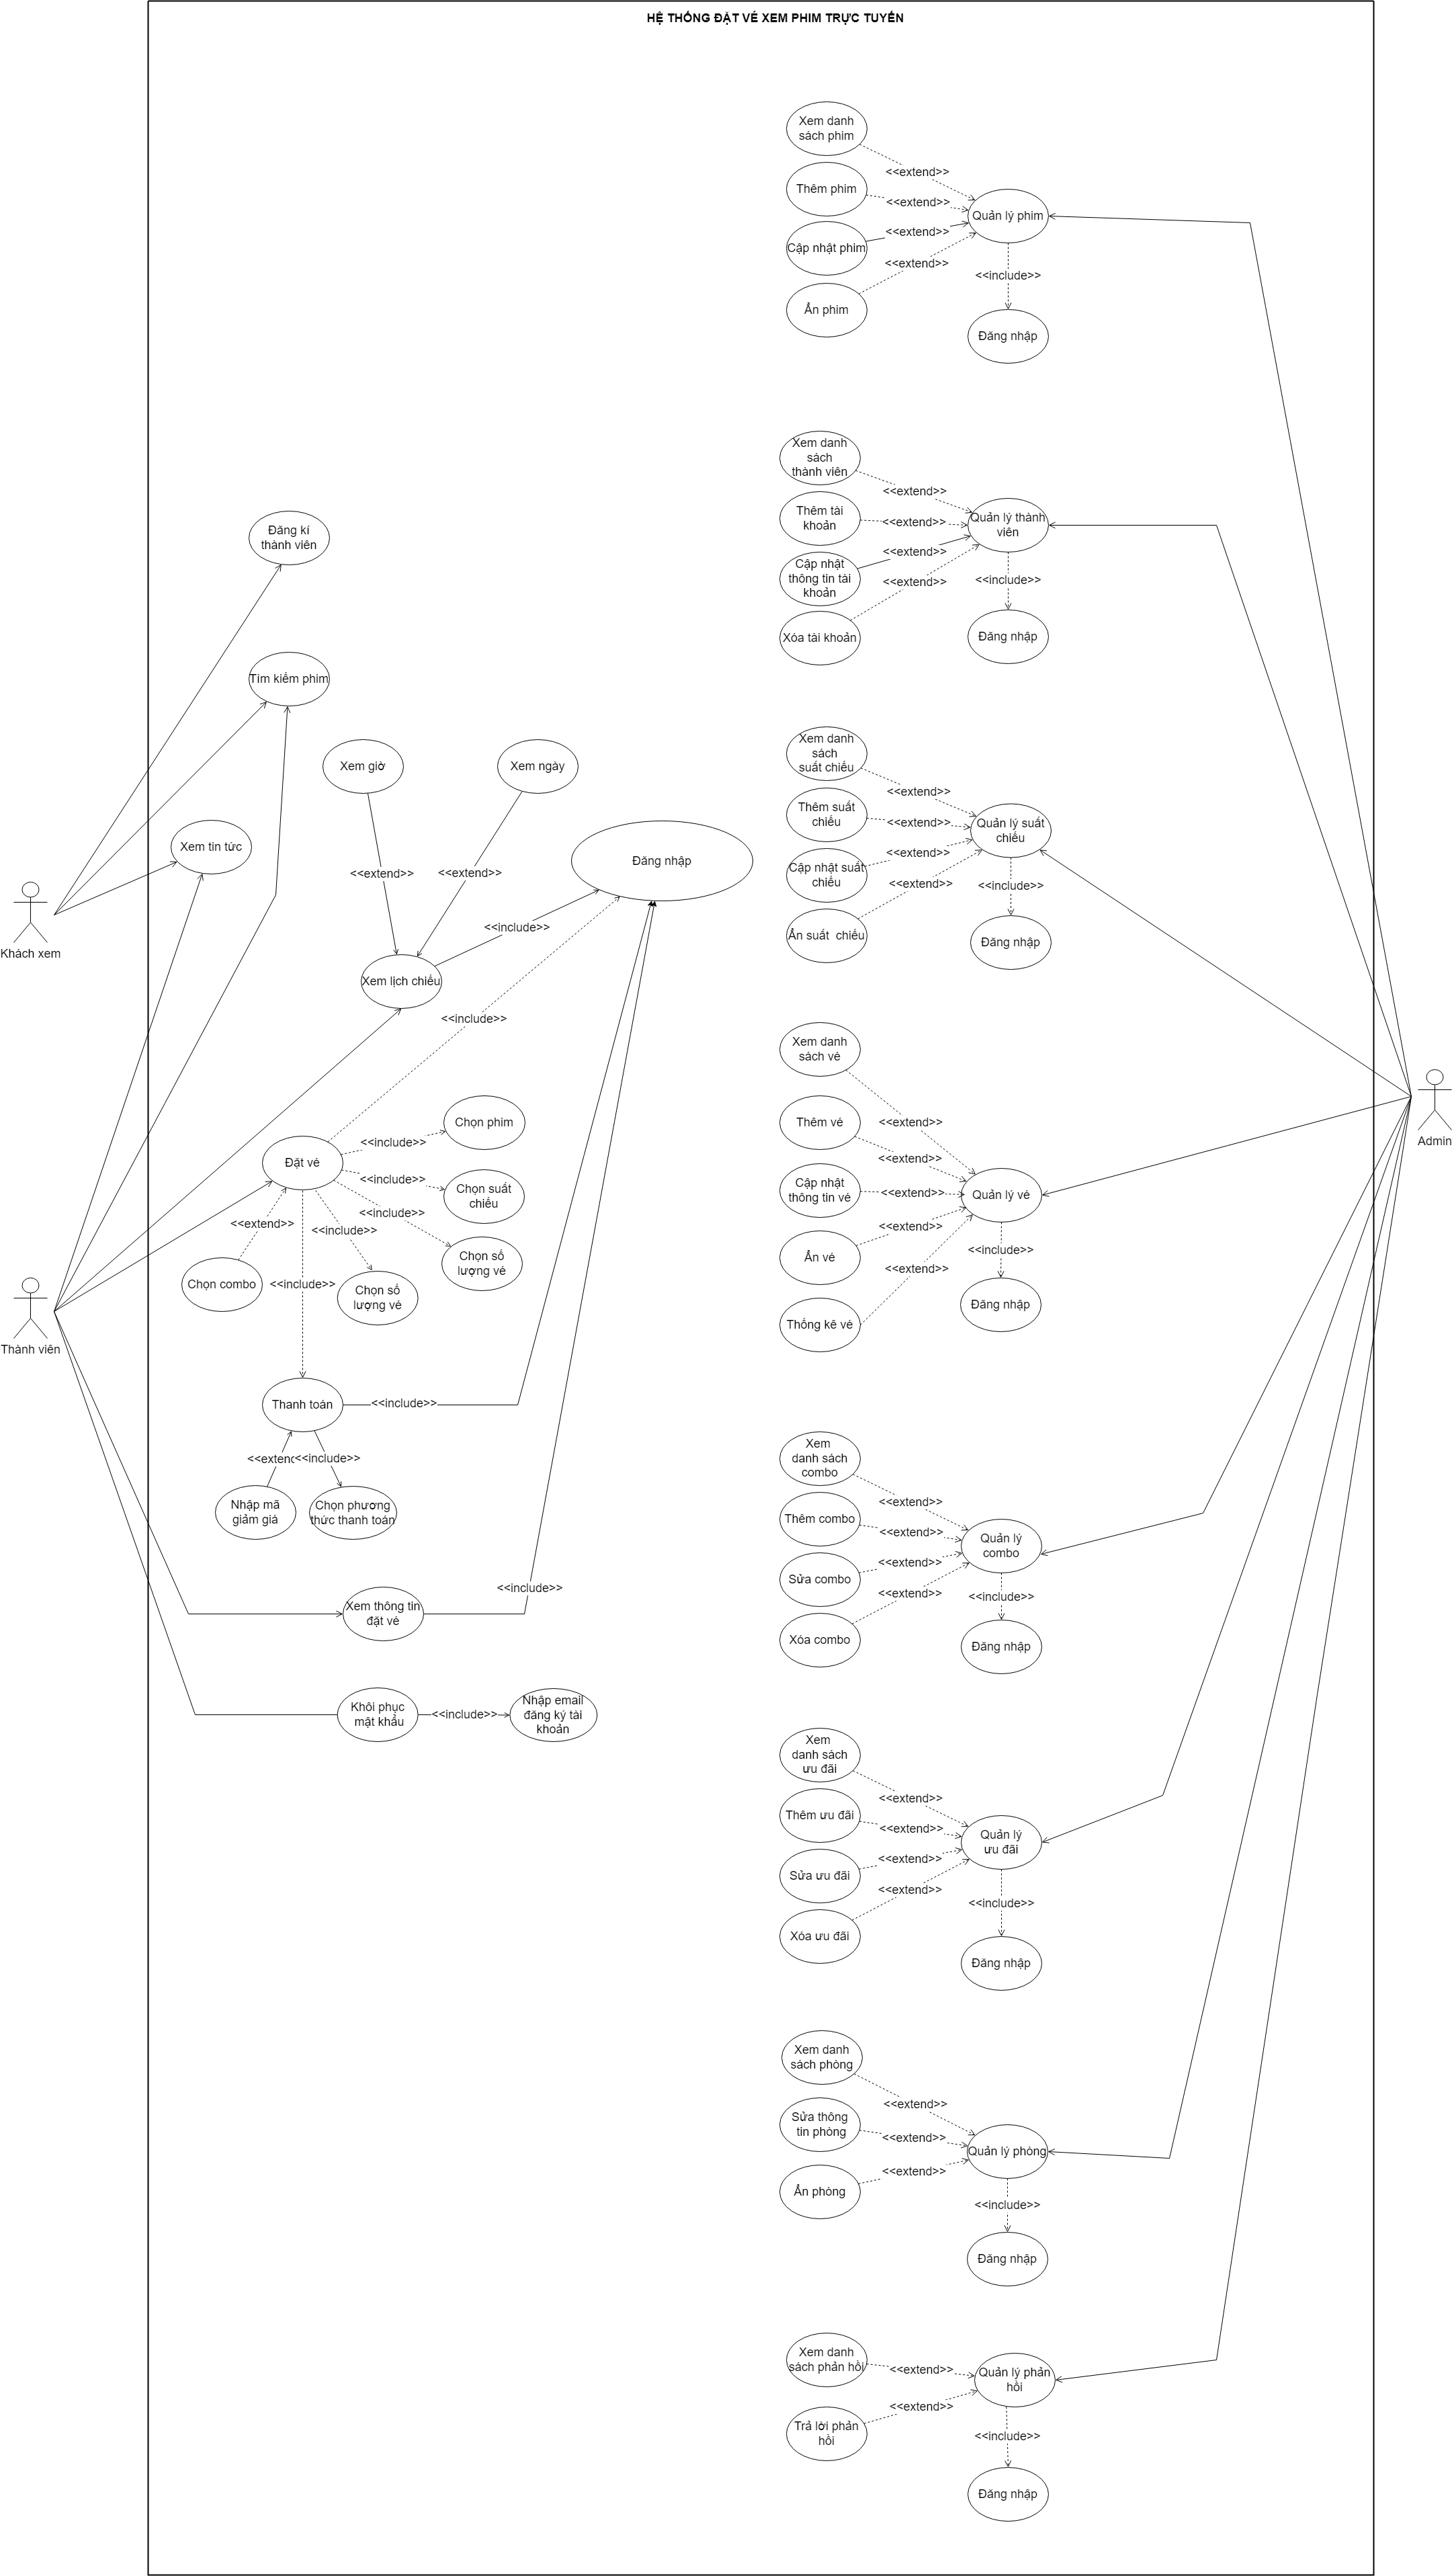 HỆ THỐNG ĐẶT VÉ XEM PHIM TRỰC TUYẾN
Xem danh
sách phim
<<extend>>
Thêm phim
<<extend>>
Quản lý phim
<<extend>>
Cập nhật phim
<<extend>>
<<include>>
Ẩn phim
Đăng nhập
Xem danh
sách
thành viên
<<extend>>
Thêm tài
khoản
<<extend>>
Quản lý thành
viên
<<extend>>
Cập nhật
thông tin tài
khoản
<<extend>>
<<include>>
Xóa tài khoản
Đăng nhập
Đăng kí
thành viên
Tìm kiếm phim
Xem giờ
Xem ngày
Xem tin tức
Đăng nhập
<<extend>>
<<extend>>
Khách xem
<<include>>
Xem lịch chiếu
<<include>>
Xem danh
sách
suất chiếu
<<extend>>
Thêm suất
chiếu
<<extend>>
Quản lý suất
chiếu
<<extend>>
Cập nhật suất
chiếu
<<extend>>
<<include>>
Ẩn suất  chiếu
Đăng nhập
Xem danh
sách vé
<<extend>>
Thêm vé
<<extend>>
Cập nhật
thông tin vé
<<extend>>
Quản lý vé
<<extend>>
Ẩn vé
<<extend>>
<<include>>
Thống kê vé
Đăng nhập
Admin
Chọn phim
<<include>>
Đặt vé
<<include>>
Chọn suất
chiếu
<<include>>
<<extend>>
<<include>>
Chọn số
lượng vé
Chọn combo
<<include>>
Chọn số
lượng vé
Thành viên
Thanh toán
<<include>>
<<extend
<<include>>
Nhập mã
giảm giá
Chọn phương
thức thanh toán
<<include>>
Xem thông tin
đặt vé
Khôi phục
mật khẩu
<<include>>
Nhập email
đăng ký tài
khoản
Xem
danh sách
combo
<<extend>>
Thêm combo
<<extend>>
Quản lý
combo
<<extend>>
Sửa combo
<<extend>>
<<include>>
Xóa combo
Đăng nhập
Xem
danh sách
ưu đãi
<<extend>>
Thêm ưu đãi
<<extend>>
Quản lý
ưu đãi
<<extend>>
Sửa ưu đãi
<<extend>>
<<include>>
Xóa ưu đãi
Đăng nhập
Xem danh
sách phòng
<<extend>>
Sửa thông
tin phòng
<<extend>>
Quản lý phòng
<<extend>>
Ẩn phòng
<<include>>
Đăng nhập
Xem danh
sách phản hồi
<<extend>>
Quản lý phản
hồi
<<extend>>
Trả lời phản
hồi
<<include>>
Đăng nhập